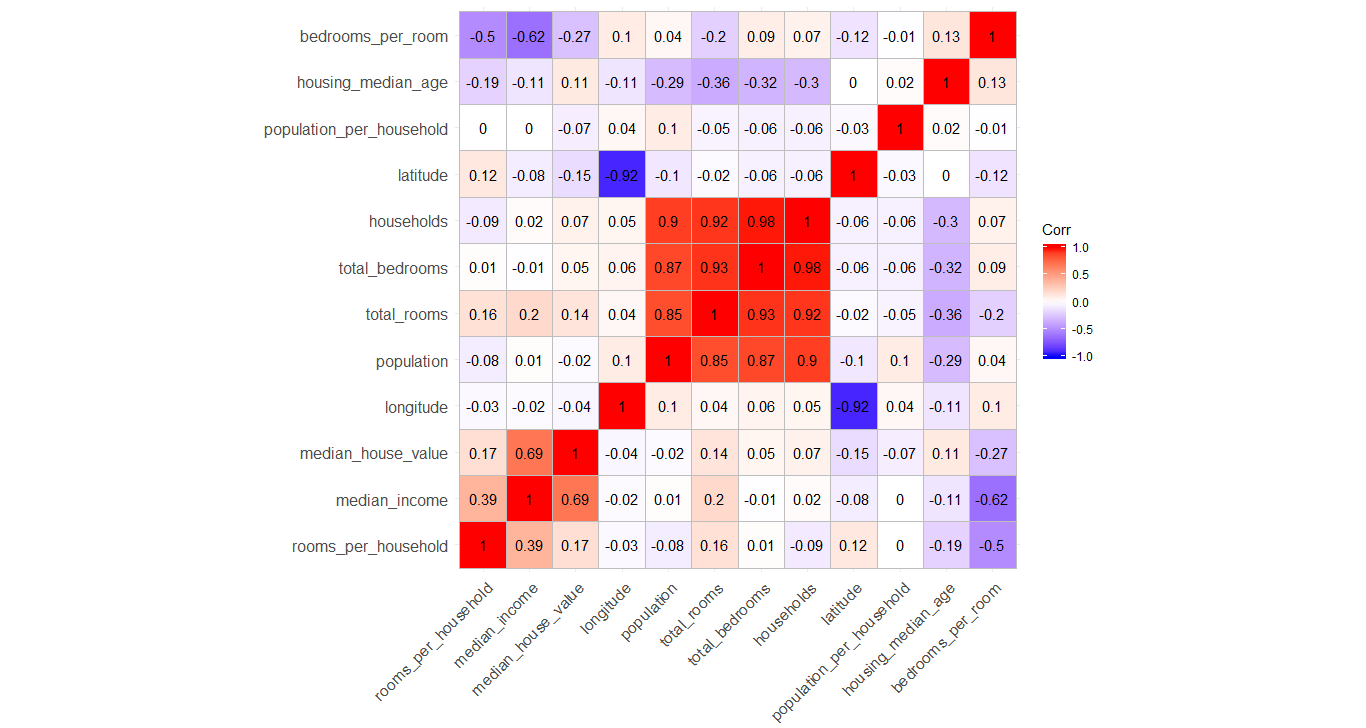 bedrooms_per_room -0.5 -0.62 -0.27 0.1 0.04 -0.2 0.09 0.07 -0.12 -0.01 0.13 1
housing_median_age -0.19 -0.11 0.11 -0.11 -0.29 -0.36 -0.32 -0.3 0 0.02 1 0.13
population_per_household 0 0 -0.07 0.04 0.1 -0.05 -0.06 -0.06 -0.03 1 0.02 -0.01
latitude 0.12 -0.08 -0.15 -0.92 -0.1 -0.02 -0.06 -0.06 1 -0.03 0 -0.12
households -0.09 0.02 0.07 0.05 0.9 0.92 0.98 1 -0.06 -0.06 -0.3 0.07
total_bedrooms 0.01 -0.01 0.05 0.06 0.87 0.93 1 0.98 -0.06 -0.06 -0.32 0.09
total_rooms 0.16 0.2 0.14 0.04 0.85 1 0.93 0.92 -0.02 -0.05 -0.36 -0.2
population -0.08 0.01 -0.02 0.1 1 0.85 0.87 0.9 -0.1 0.1 -0.29 0.04
longitude -0.03 -0.02 -0.04 1 0.1 0.04 0.06 0.05 -0.92 0.04 -0.11 0.1
median_house_value 0.17 0.69 1 -0.04 -0.02 0.14 0.05 0.07 -0.15 -0.07 0.11 -0.27
median_income 0.39 1 0.69 -0.02 0.01 0.2 -0.01 0.02 -0.08 0 -0.11 -0.62
rooms_per_household 1 0.39 0.17 -0.03 -0.08 0.16 0.01 -0.09 0.12 0 -0.19 -0.5
rooms_per_household
median_income
median_house_value
longitude
population
total_rooms
total_bedrooms
households
latitude
population_per_household
housing_median_age
bedrooms_per_room
Corr
1.0
0.5
0.0
-0.5
-1.0